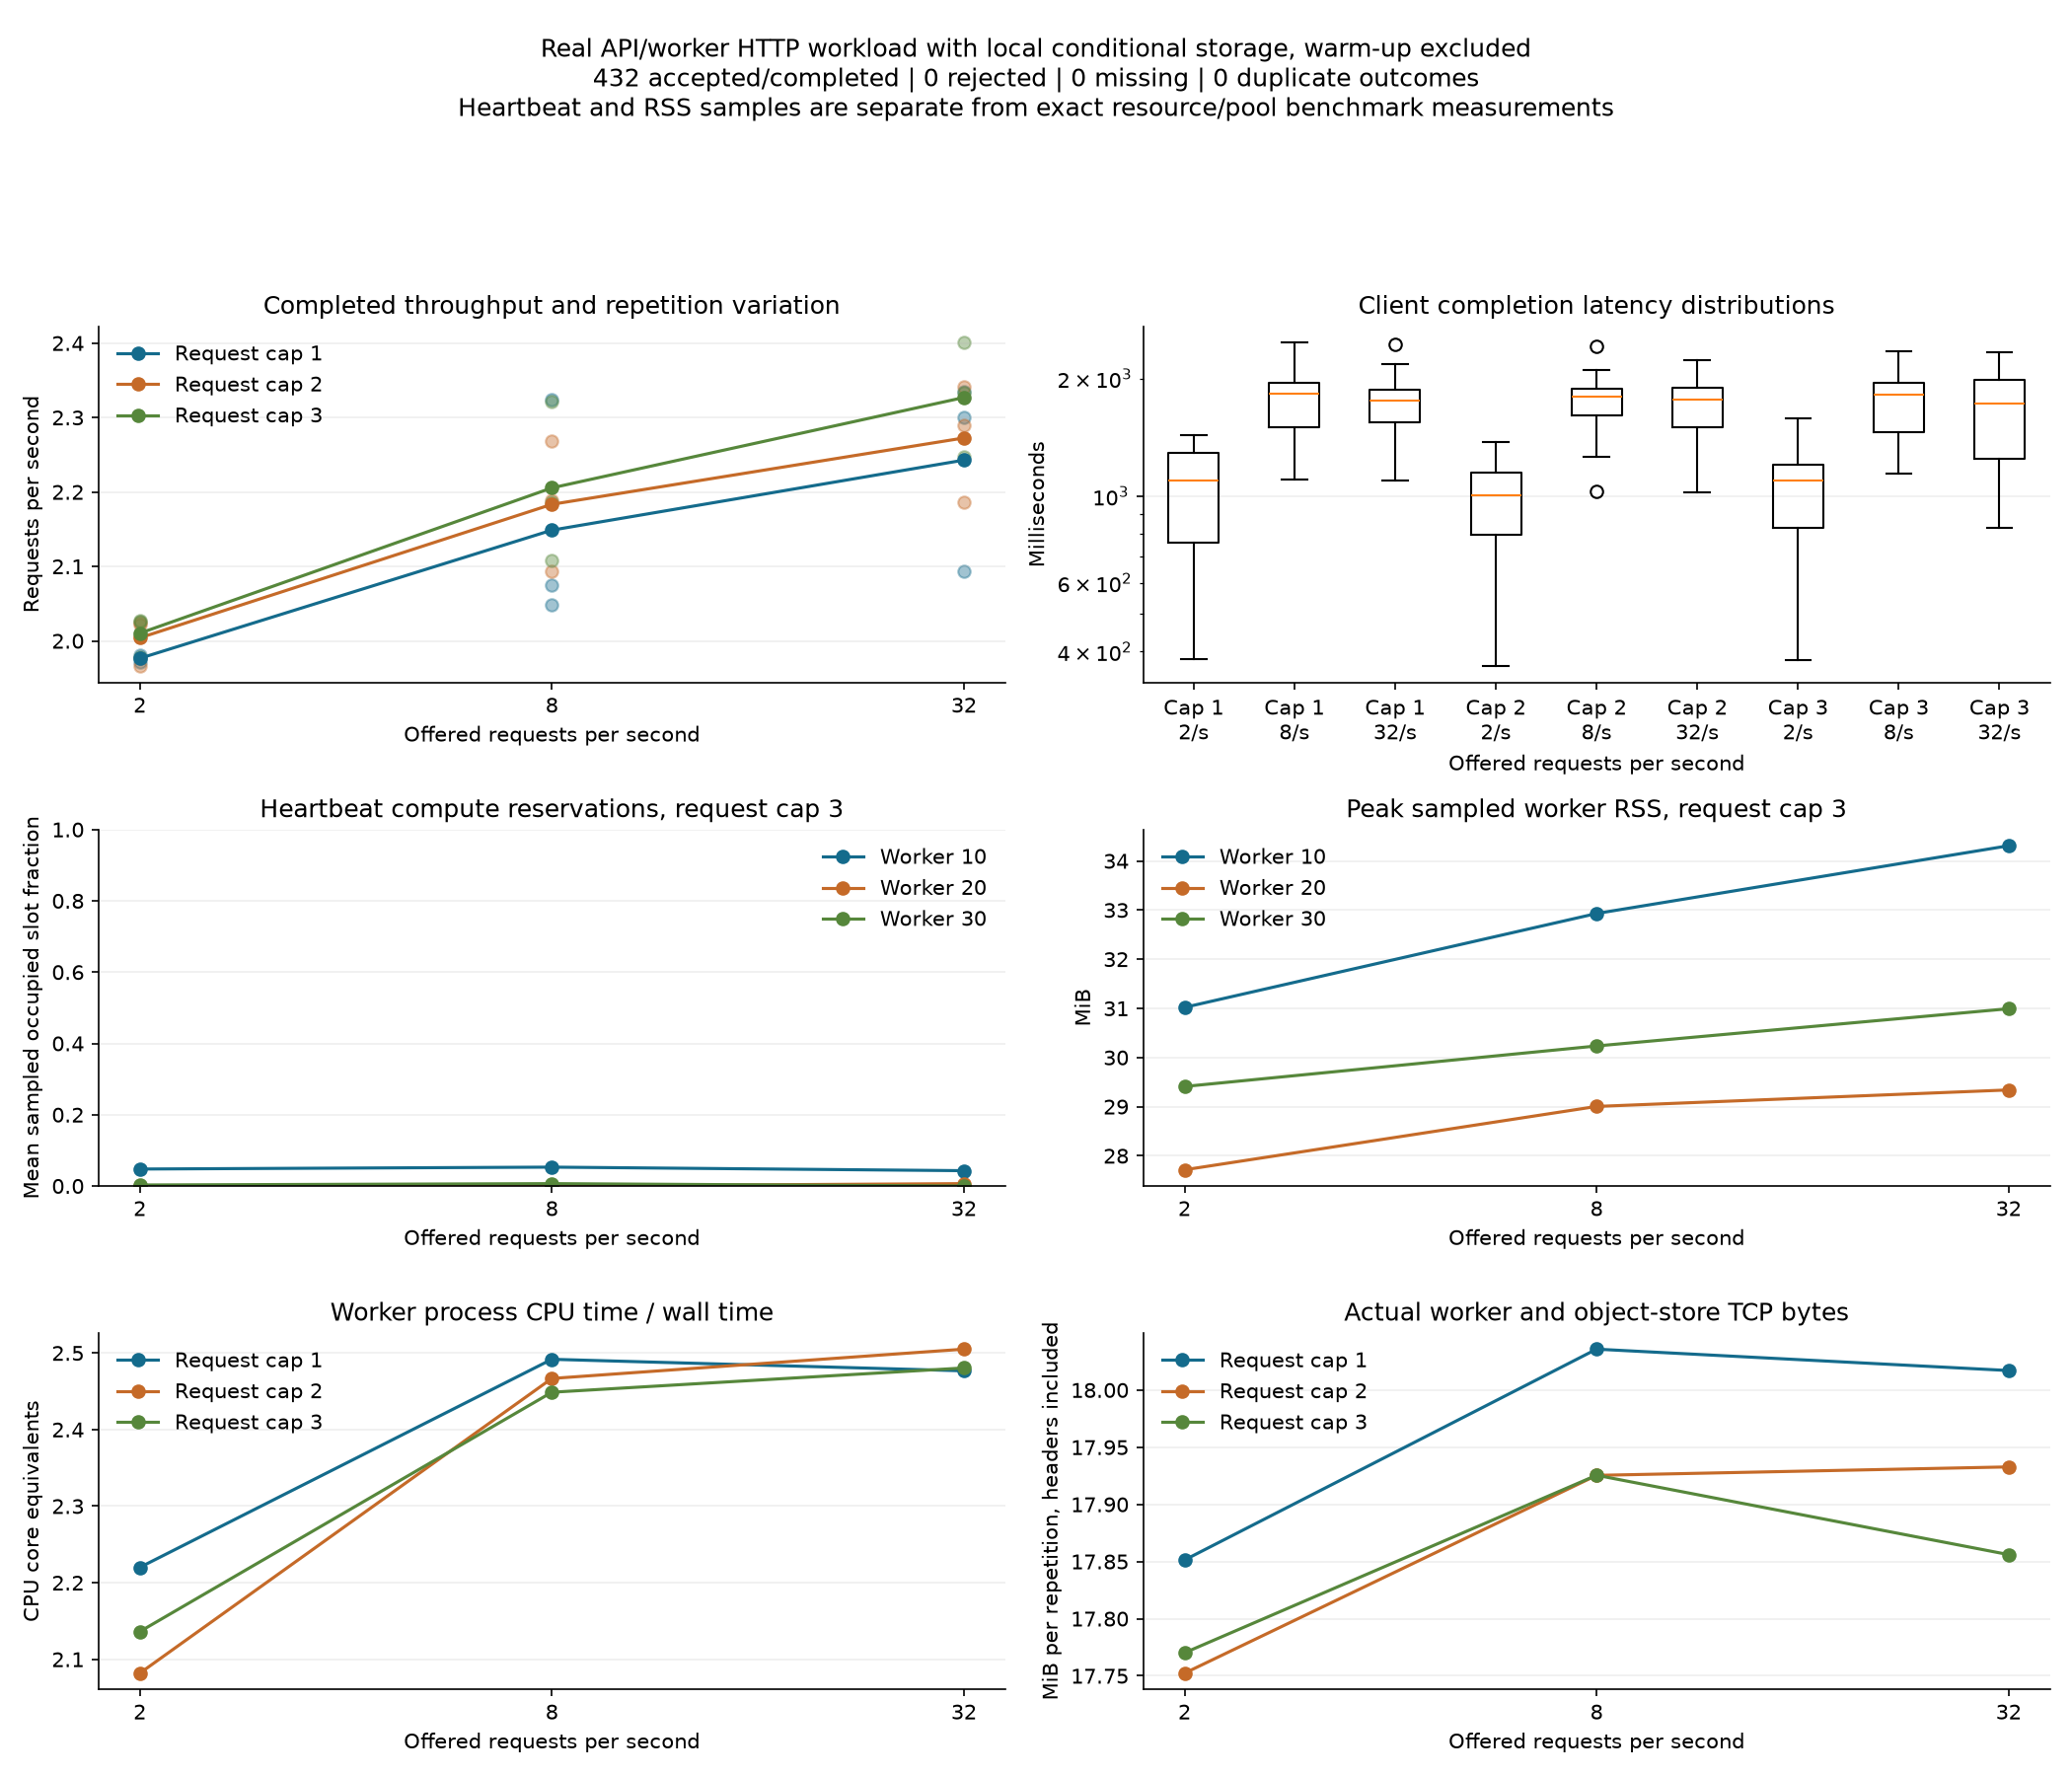 Real API/worker HTTP workload with local conditional storage, warm-up excluded
432 accepted/completed | 0 rejected | 0 missing | 0 duplicate outcomes
Heartbeat and RSS samples are separate from exact resource/pool benchmark measurements
Completed throughput and repetition variation
Requests per second
2.4
2.3
2.2
2.1
2.0
Request cap 1
Request cap 2
Request cap 3
2 8 32
Offered requests per second
Client completion latency distributions
Milliseconds
2 × 10³
10³
6 × 10²
4 × 10²
Cap 1 Cap 1 Cap 1 Cap 2 Cap 2 Cap 2 Cap 3 Cap 3 Cap 3
2/s 8/s 32/s 2/s 8/s 32/s 2/s 8/s 32/s
Offered requests per second
Heartbeat compute reservations, request cap 3
Mean sampled occupied slot fraction
1.0
0.8
0.6
0.4
0.2
0.0
Worker 10
Worker 20
Worker 30
2 8 32
Offered requests per second
Peak sampled worker RSS, request cap 3
MiB
34
33
32
31
30
29
28
Worker 10
Worker 20
Worker 30
2 8 32
Offered requests per second
Worker process CPU time / wall time
CPU core equivalents
2.5
2.4
2.3
2.2
2.1
Request cap 1
Request cap 2
Request cap 3
2 8 32
Offered requests per second
Actual worker and object-store TCP bytes
MiB per repetition, headers included
18.00
17.95
17.90
17.85
17.80
17.75
Request cap 1
Request cap 2
Request cap 3
2 8 32
Offered requests per second